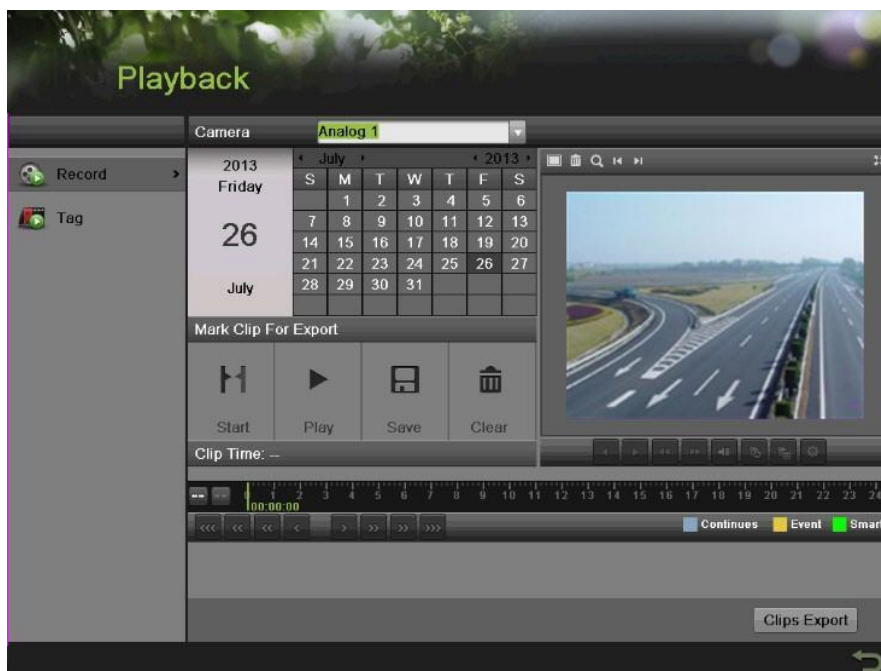 Playback
Camera Analog 1
Record
Tag
2013
Friday
26
July
July 2013
S M T W T F S
1 2 3 4 5 6
7 8 9 10 11 12 13
14 15 16 17 18 19 20
21 22 23 24 25 26 27
28 29 30 31
Mark Clip For Export
Start Play Save Clear
Clip Time: --
-- -- 0 1 2 3 4 5 6 7 8 9 10 11 12 13 14 15 16 17 18 19 20 21 22 23 24
00:00:00
Continues Event Smart
Clips Export